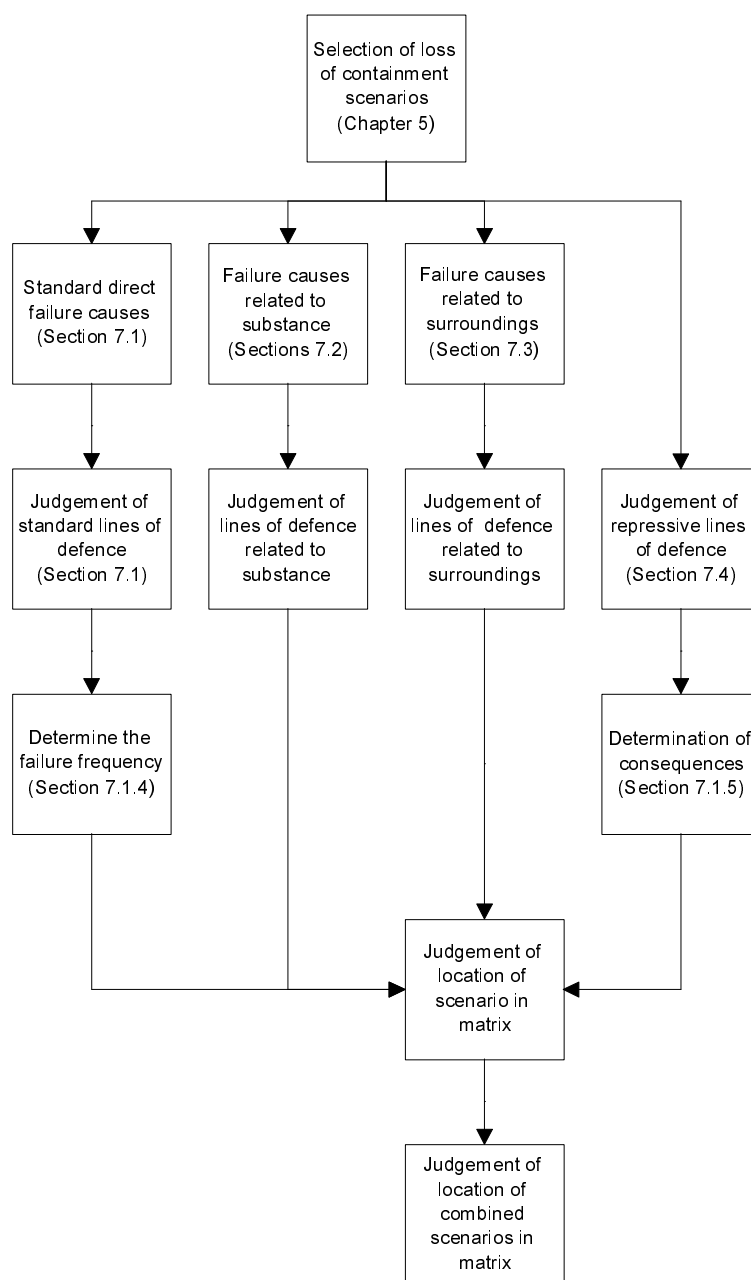 Selection of loss
of containment
scenarios
(Chapter 5)
Standard direct
failure causes
(Section 7.1)
Failure causes
related to
substance
(Sections 7.2)
Failure causes
related to
surroundings
(Section 7.3)
Judgement of
standard lines of
defence
(Section 7.1)
Judgement of
lines of defence
related to
substance
Judgement of
lines of defence
related to
surroundings
Judgement of
repressive lines
of defence
(Section 7.4)
Determine the
failure frequency
(Section 7.1.4)
Determination of
consequences
(Section 7.1.5)
Judgement of
location of
scenario in
matrix
Judgement of
location of
combined
scenarios in
matrix